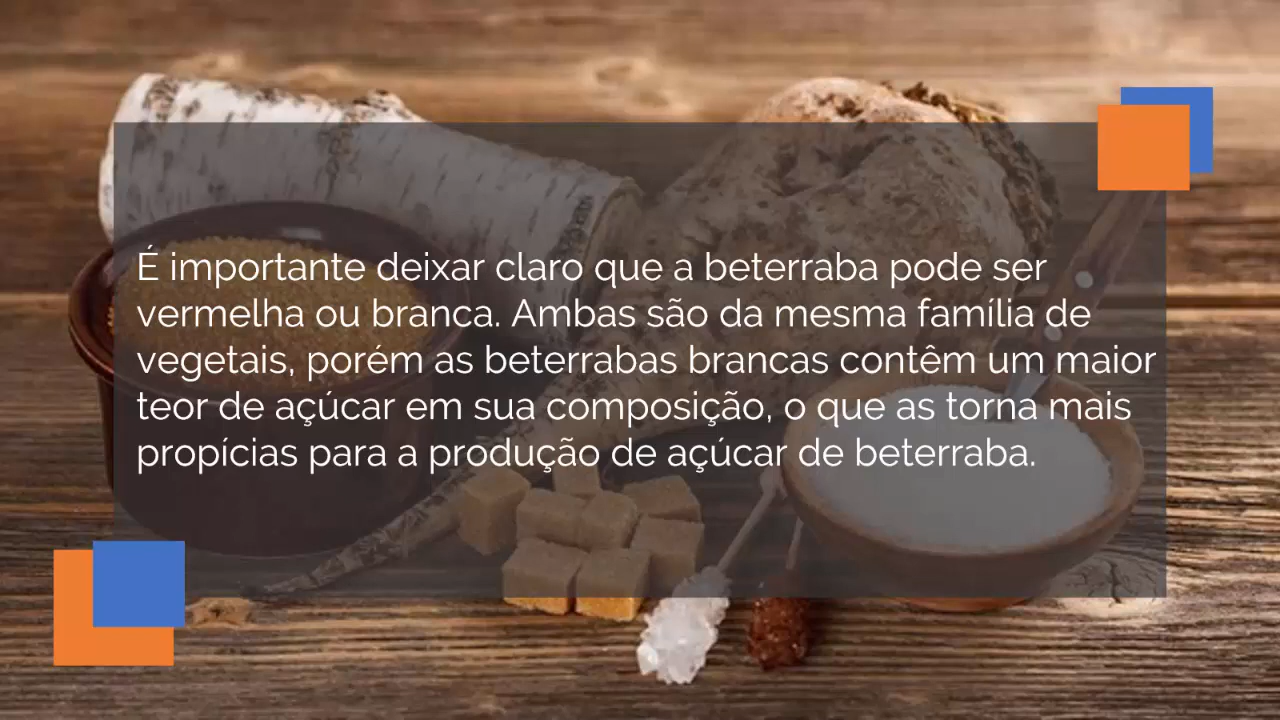 É importante deixar claro que a beterraba pode ser
vermelha ou branca. Ambas são da mesma família de
vegetais, porém as beterrabas brancas contêm um maior
teor de açúcar em sua composição, o que as torna mais
propícias para a produção de açúcar de beterraba.